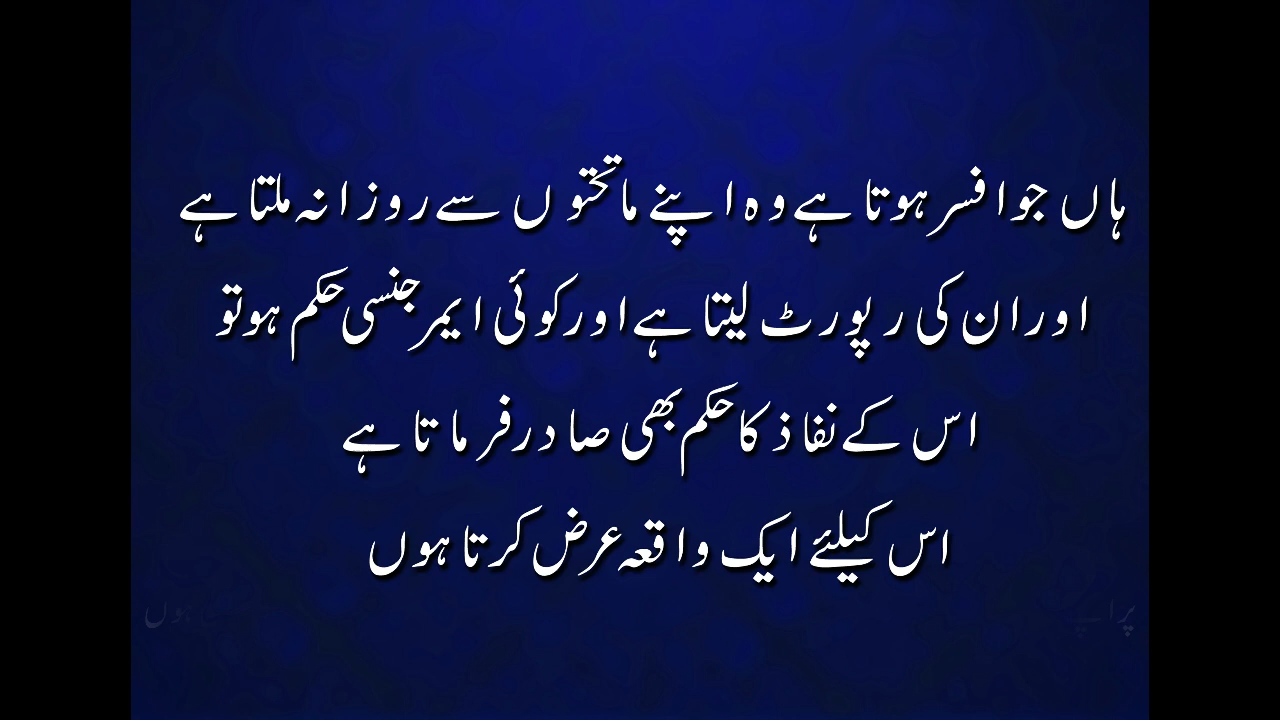 ہاں جو افسر ہوتا ہے وہ اپنے ماتحتوں سے روزانہ ملتا ہے
اور ان کی رپورٹ لیتا ہے اور کوئی ایمرجنسی حکم ہو تو
اس کے نفاذ کا حکم بھی صادر فرماتا ہے
اس کیلئے ایک واقعہ عرض کرتا ہوں